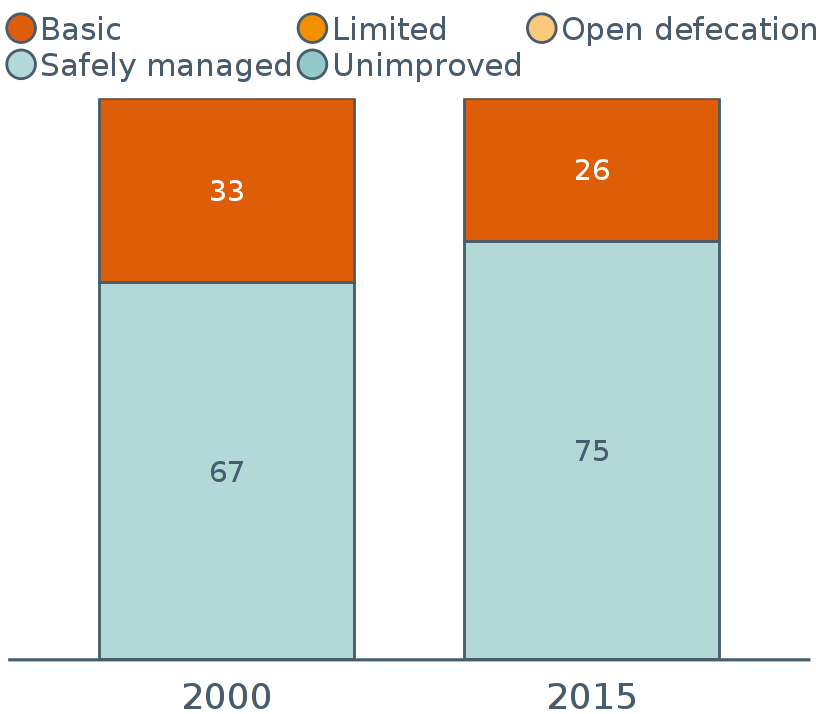 Basic Limited Open defecation
Safely managed Unimproved
33 26
67 75
2000 2015